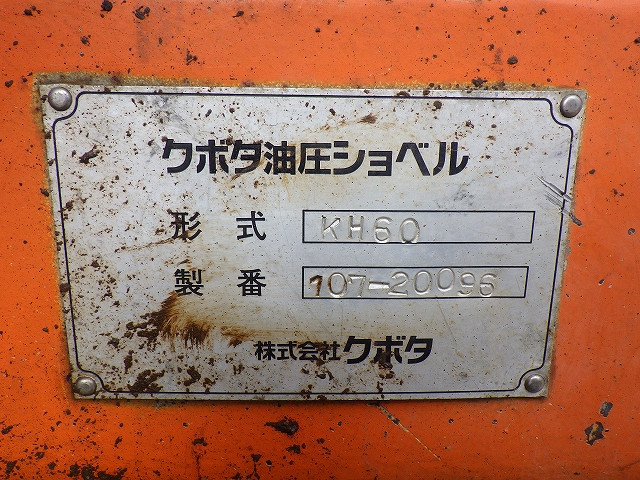 クボタ油圧ショベル
形式 KH60
製番 107-20096
株式会社クボタ